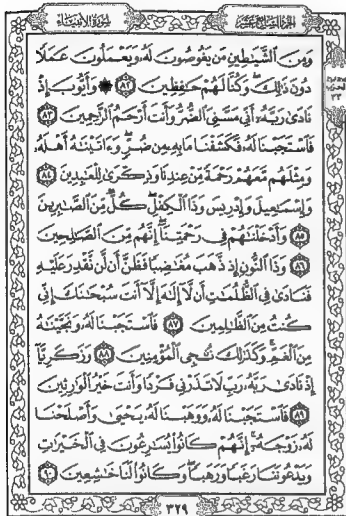 الجزء السابع عشر سورة الأنبياء
وَمِنَ الشَّيَاطِينِ مَن يَغُوصُونَ لَهُ وَيَعْمَلُونَ عَمَلًا
دُونَ ذَٰلِكَ وَكُنَّا لَهُمْ حَافِظِينَ ٨٢ وَأَيُّوبَ إِذْ
نَادَىٰ رَبَّهُ أَنِّي مَسَّنِيَ الضُّرُّ وَأَنتَ أَرْحَمُ الرَّاحِمِينَ ٨٣
فَاسْتَجَبْنَا لَهُ فَكَشَفْنَا مَا بِهِ مِن ضُرٍّ وَءَاتَيْنَاهُ أَهْلَهُ
وَمِثْلَهُم مَّعَهُمْ رَحْمَةً مِّنْ عِندِنَا وَذِكْرَىٰ لِلْعَابِدِينَ ٨٤
وَإِسْمَاعِيلَ وَإِدْرِيسَ وَذَا الْكِفْلِ كُلٌّ مِّنَ الصَّابِرِينَ
٨٥ وَأَدْخَلْنَاهُمْ فِي رَحْمَتِنَا إِنَّهُم مِّنَ الصَّالِحِينَ
٨٦ وَذَا النُّونِ إِذ ذَّهَبَ مُغَاضِبًا فَظَنَّ أَن لَّن نَّقْدِرَ عَلَيْهِ
فَنَادَىٰ فِي الظُّلُمَاتِ أَن لَّا إِلَٰهَ إِلَّا أَنتَ سُبْحَانَكَ إِنِّي
كُنتُ مِنَ الظَّالِمِينَ ٨٧ فَاسْتَجَبْنَا لَهُ وَنَجَّيْنَاهُ
مِنَ الْغَمِّ وَكَذَٰلِكَ نُنجِي الْمُؤْمِنِينَ ٨٨ وَزَكَرِيَّا
إِذْ نَادَىٰ رَبَّهُ رَبِّ لَا تَذَرْنِي فَرْدًا وَأَنتَ خَيْرُ الْوَارِثِينَ
٨٩ فَاسْتَجَبْنَا لَهُ وَوَهَبْنَا لَهُ يَحْيَىٰ وَأَصْلَحْنَا
لَهُ زَوْجَهُ إِنَّهُمْ كَانُوا يُسَارِعُونَ فِي الْخَيْرَاتِ
وَيَدْعُونَنَا رَغَبًا وَرَهَبًا وَكَانُوا لَنَا خَاشِعِينَ ٩٠
٣٢٩